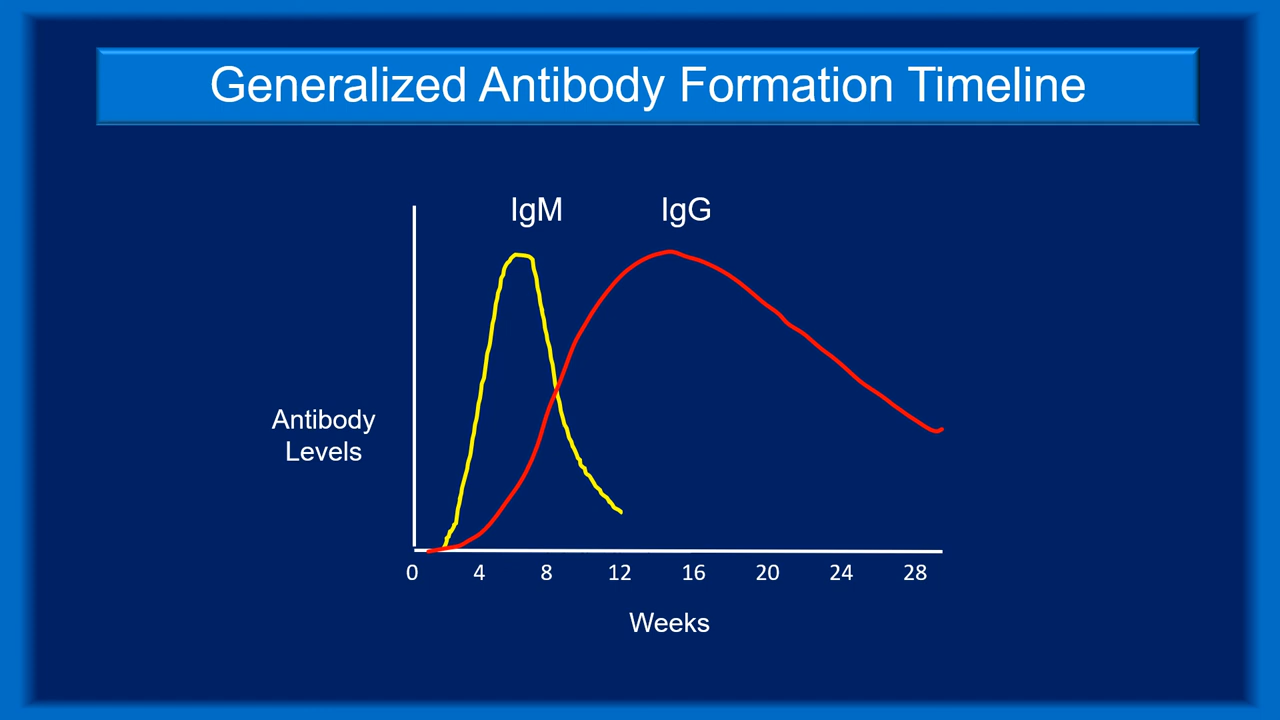 Generalized Antibody Formation Timeline
IgM IgG
Antibody
Levels
0 4 8 12 16 20 24 28
Weeks